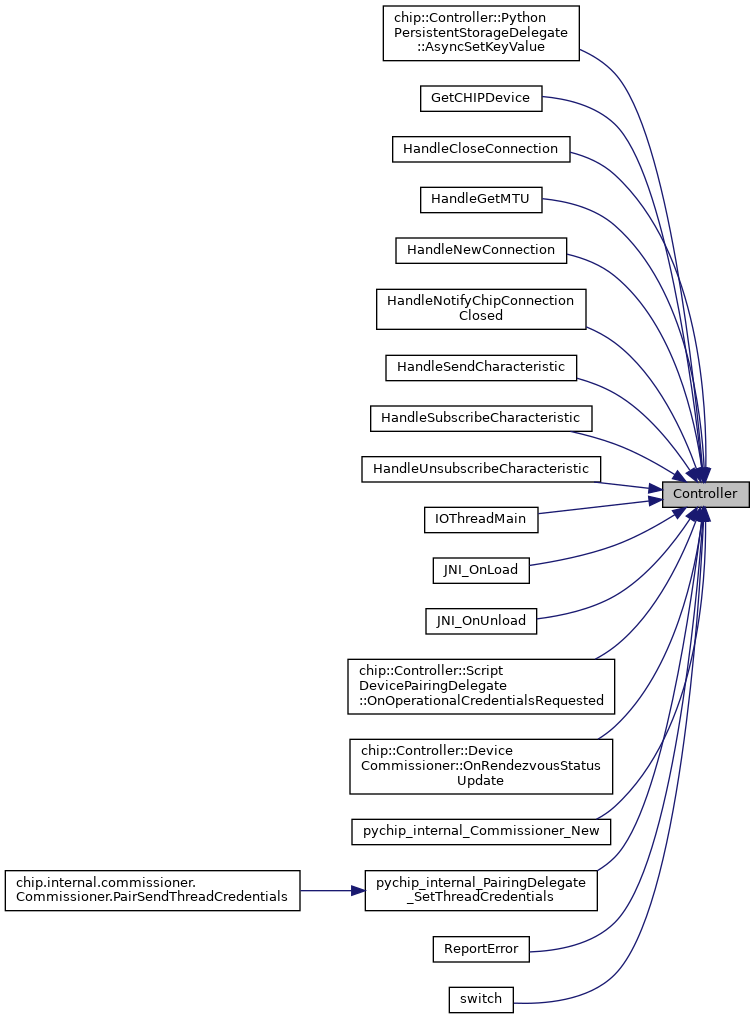 chip::Controller::Python
PersistentStorageDelegate
::AsyncSetKeyValue
GetCHIPDevice
HandleCloseConnection
HandleGetMTU
HandleNewConnection
HandleNotifyChipConnection
Closed
HandleSendCharacteristic
HandleSubscribeCharacteristic
HandleUnsubscribeCharacteristic
Controller
IOThreadMain
JNI_OnLoad
JNI_OnUnload
chip::Controller::Script
DevicePairingDelegate
::OnOperationalCredentialsRequested
chip::Controller::Device
Commissioner::OnRendezvousStatus
Update
pychip_internal_Commissioner_New
chip.internal.commissioner.
Commissioner.PairSendThreadCredentials
pychip_internal_PairingDelegate
_SetThreadCredentials
ReportError
switch